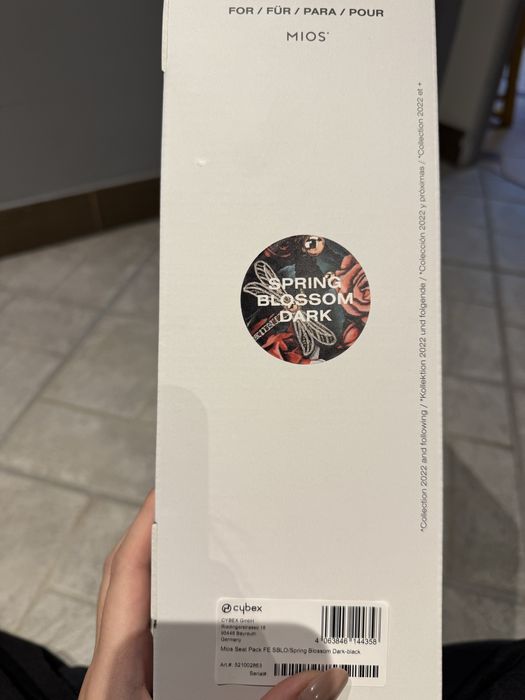 FOR / FÜR / PARA / POUR
MIOS*
SPRING
BLOSSOM
DARK
*Collection 2022 and following / *Kollektion 2022 und folgende / *Colección 2022 y próximas / *Collection 2022 et +
cybex
CYBEX GmbH
Riedingerstrasse 18
95448 Bayreuth
Germany
4 063846 144358
Mios Seat Pack FE SBLO/Spring Blossom Dark-black
Art.#: 521002863
Serial#